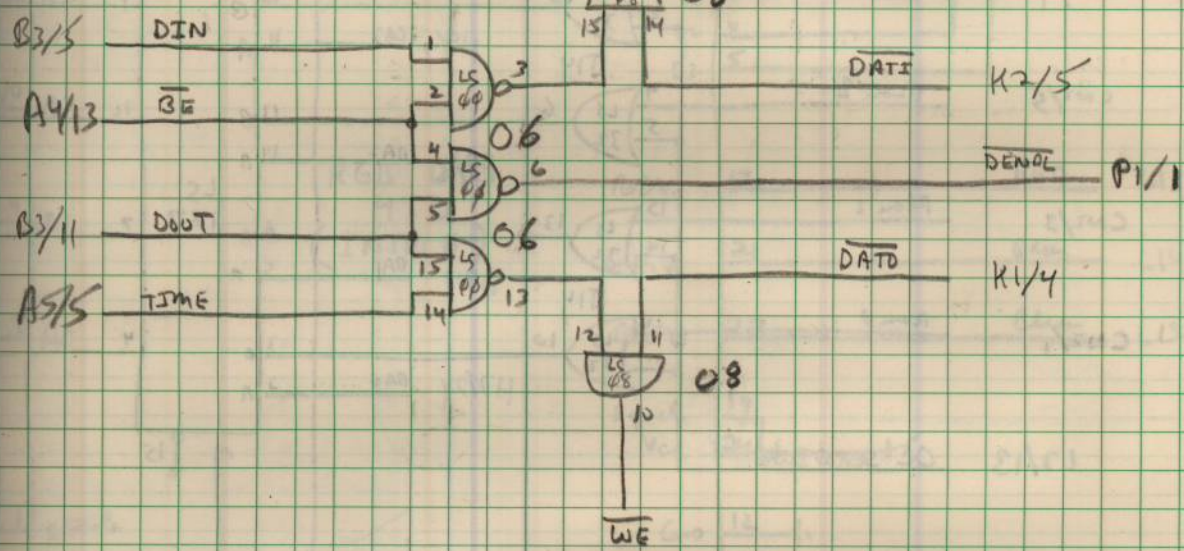 15 14
B3/5 DIN 1 3 DATI K2/5
LS 00
A4/13 BE 2
06
4 6 DENDL P1/1
LS 00
5
B3/11 DOUT 06
15 DATO K1/4
LS 00
A5/5 TIME 14 13
12 11
LS 08 08
10
WE